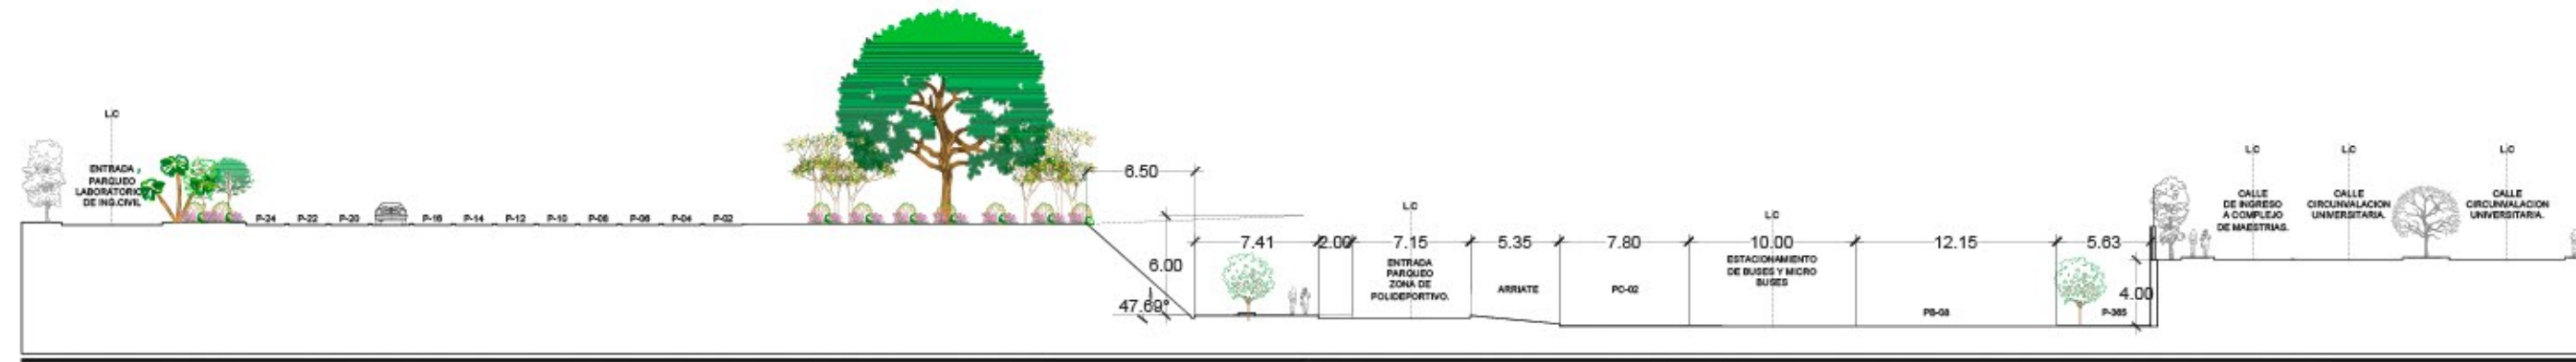 LC
ENTRADA y
PARQUEO
LABORATORIO
DE ING.CIVIL
P-24
P-22
P-20
P-16
P-14
P-12
P-10
P-08
P-06
P-04
P-02
6.50
6.00
47.69°
7.41
2.00
LC
7.15
ENTRADA
PARQUEO
ZONA DE
POLIDEPORTIVO.
5.35
ARRIATE
7.80
PC-02
LC
10.00
ESTACIONAMIENTO
DE BUSES Y MICRO
BUSES
12.15
PB-08
5.63
P-365
4.00
LC
CALLE
DE INGRESO
A COMPLEJO
DE MAESTRIAS.
LC
CALLE
CIRCUNVALACION
UNIVERSITARIA.
LC
CALLE
CIRCUNVALACION
UNIVERSITARIA.